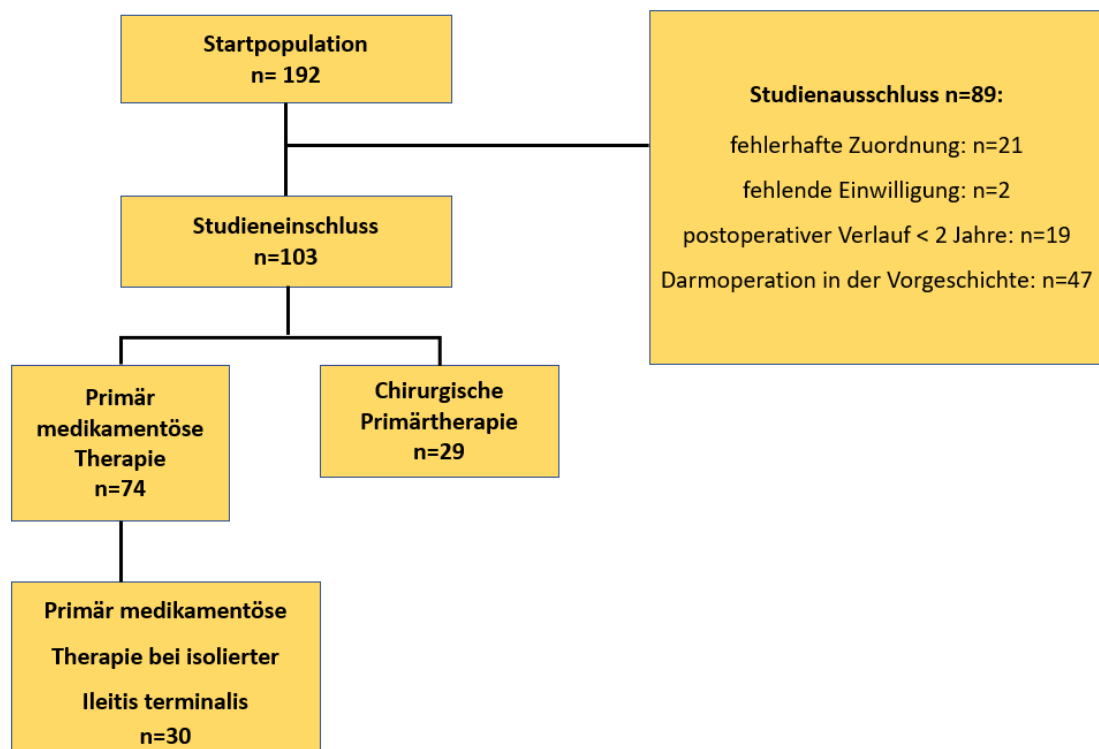 Startpopulation
n= 192
Studienausschluss n=89:
fehlerhafte Zuordnung: n=21
fehlende Einwilligung: n=2
postoperativer Verlauf < 2 Jahre: n=19
Darmoperation in der Vorgeschichte: n=47
Studieneinschluss
n=103
Primär
medikamentöse
Therapie
n=74
Chirurgische
Primärtherapie
n=29
Primär medikamentöse
Therapie bei isolierter
Ileitis terminalis
n=30